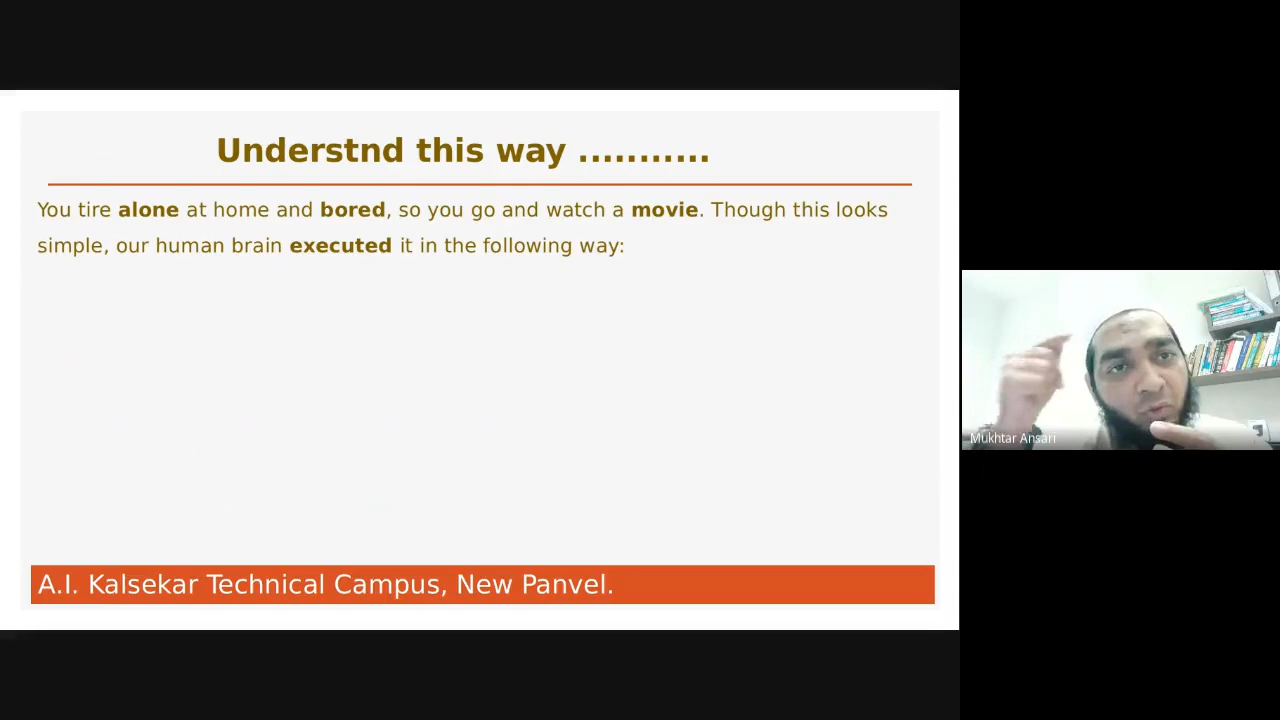 Understnd this way ...........
You tire alone at home and bored, so you go and watch a movie. Though this looks
simple, our human brain executed it in the following way:
A.I. Kalsekar Technical Campus, New Panvel.
Mukhtar Ansari